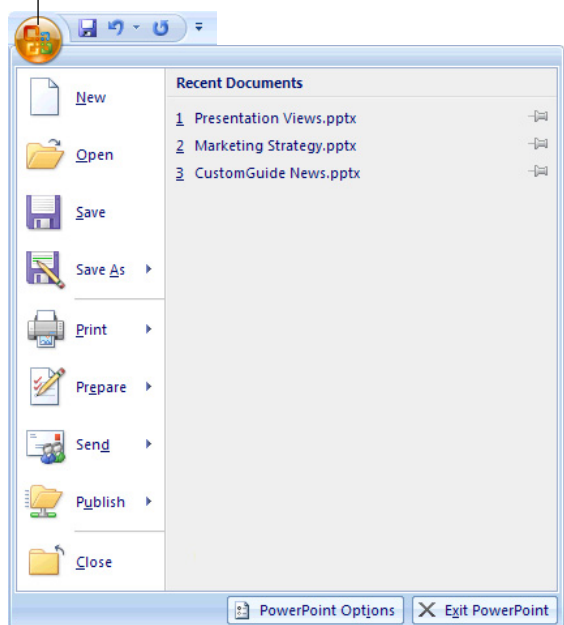 New
Open
Save
Save As
Print
Prepare
Send
Publish
Close
Recent Documents
1 Presentation Views.pptx
2 Marketing Strategy.pptx
3 CustomGuide News.pptx
PowerPoint Options
Exit PowerPoint